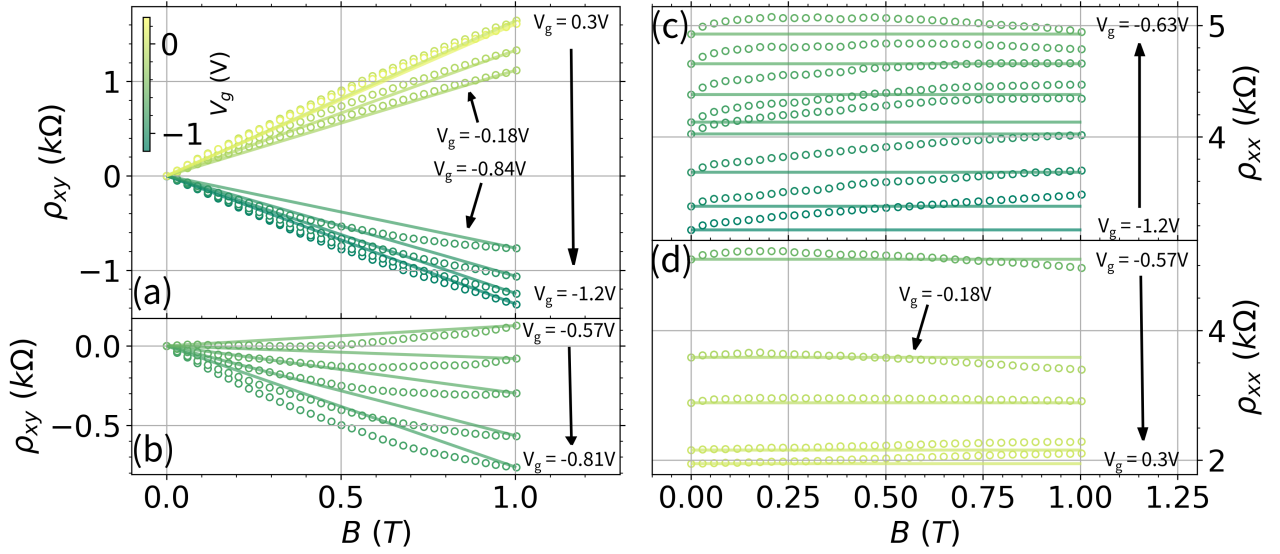 0
−1
V_g (V)
1
0
−1
ρ_xy (kΩ)
V_g = 0.3V
V_g = -0.18V
V_g = -0.84V
V_g = -1.2V
(a)
0.0
−0.5
ρ_xy (kΩ)
V_g = -0.57V
V_g = -0.81V
(b)
0.0
0.5
1.0
B (T)
(c)
V_g = -0.63V
V_g = -1.2V
5
4
ρ_xx (kΩ)
(d)
V_g = -0.57V
V_g = -0.18V
V_g = 0.3V
4
2
ρ_xx (kΩ)
0.00
0.25
0.50
0.75
1.00
1.25
B (T)